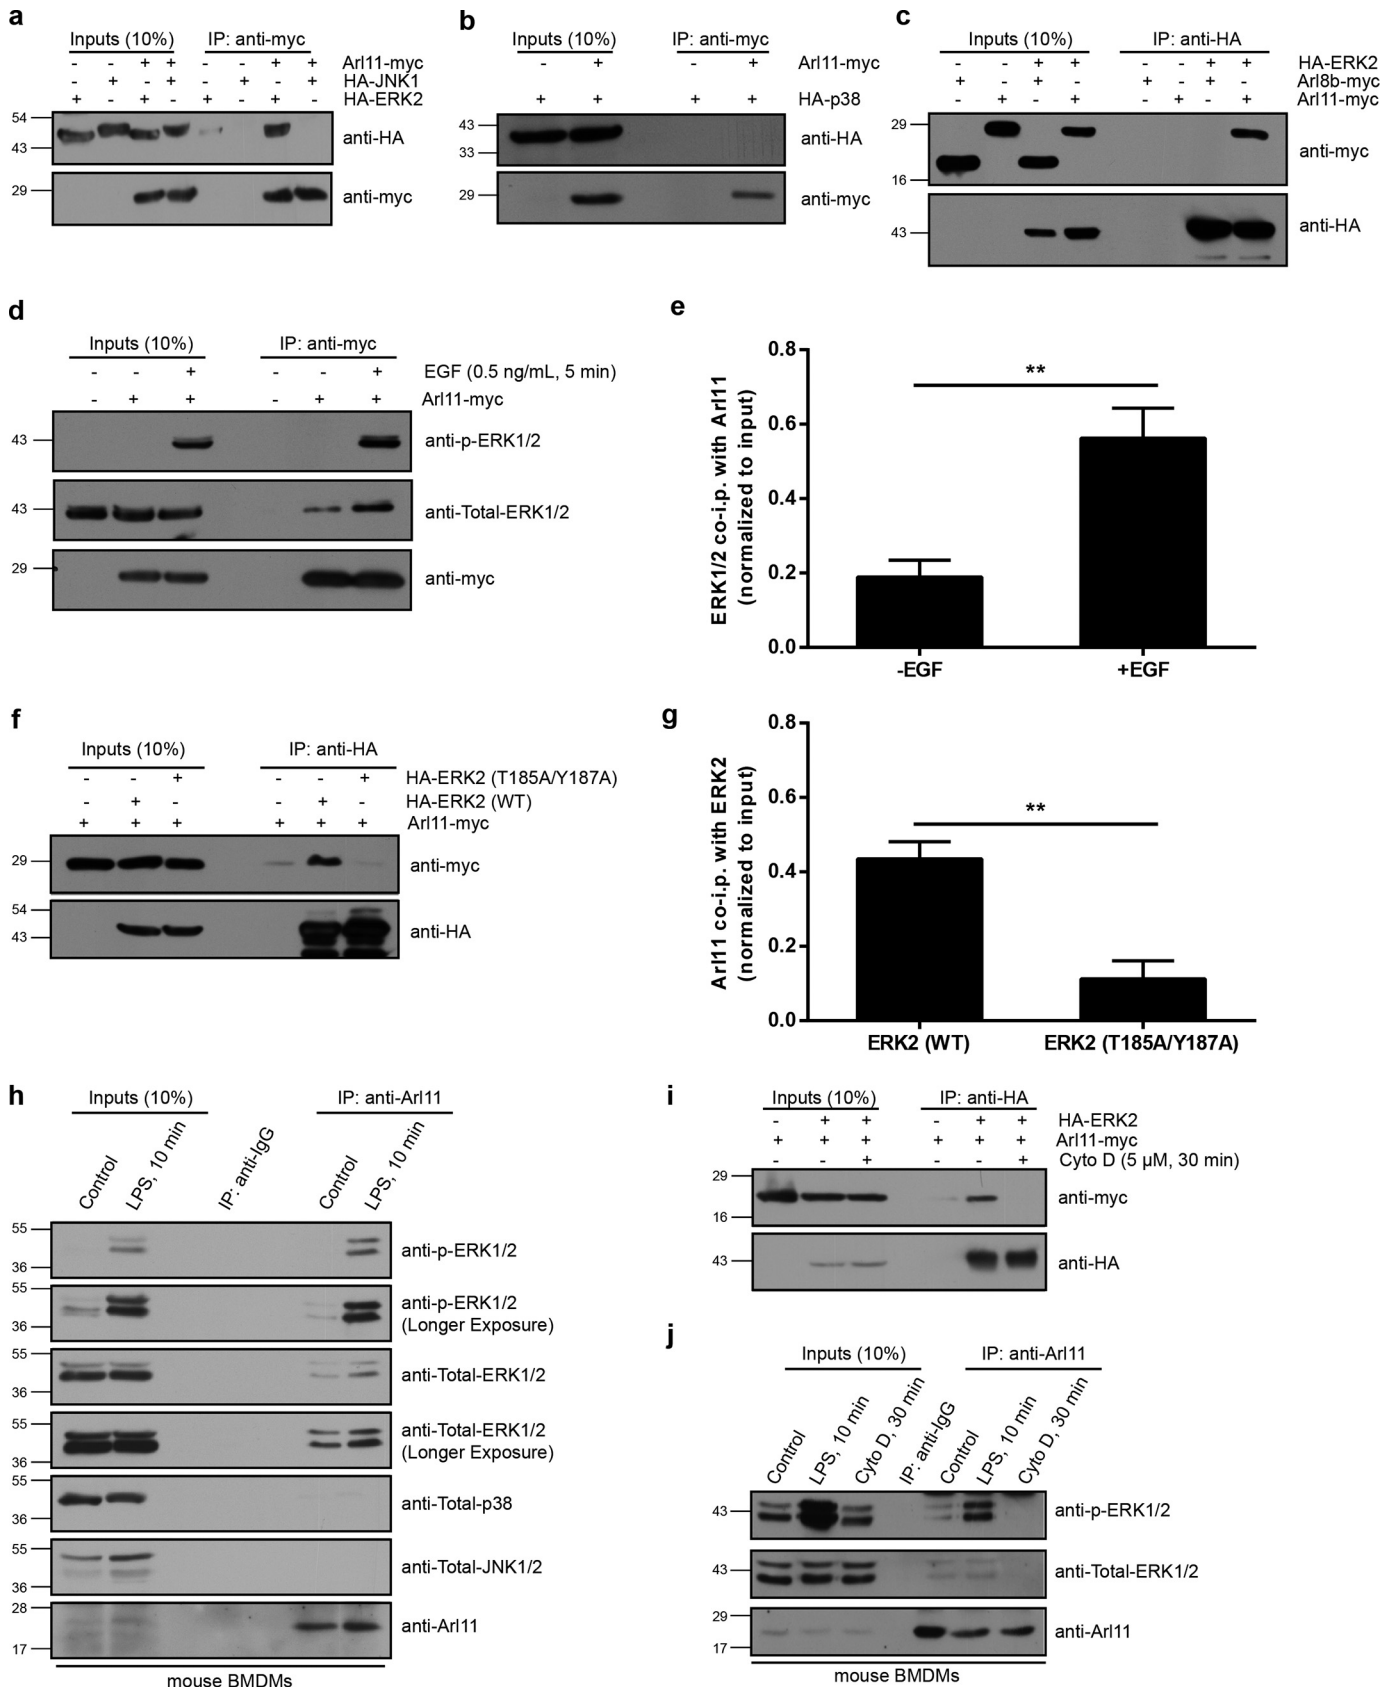 a
Inputs (10%) IP: anti-myc
- - + + - - + + Arl11-myc
- + - + - + - + HA-JNK1
+ - + - + - + - HA-ERK2
54
43
anti-HA
29
anti-myc
b
Inputs (10%) IP: anti-myc
- + - + Arl11-myc
+ + + + HA-p38
43
33
anti-HA
29
anti-myc
c
Inputs (10%) IP: anti-HA
- - + + - - + + HA-ERK2
+ - + - + - + - Arl8b-myc
- + - + - + - + Arl11-myc
29
16
anti-myc
43
anti-HA
d
Inputs (10%) IP: anti-myc
- - + - - + EGF (0.5 ng/mL, 5 min)
- + + - + + Arl11-myc
43
anti-p-ERK1/2
43
anti-Total-ERK1/2
29
anti-myc
e
ERK1/2 co-i.p. with Arl11
(normalized to input)
0.8
0.6
0.4
0.2
0.0
**
-EGF +EGF
f
Inputs (10%) IP: anti-HA
- - + - - + HA-ERK2 (T185A/Y187A)
- + - - + - HA-ERK2 (WT)
+ + + + + + Arl11-myc
29
anti-myc
54
43
anti-HA
g
Arl11 co-i.p. with ERK2
(normalized to input)
0.8
0.6
0.4
0.2
0.0
**
ERK2 (WT) ERK2 (T185A/Y187A)
h
Inputs (10%) IP: anti-Arl11
Control
LPS, 10 min
IP: anti-IgG
Control
LPS, 10 min
55
36
anti-p-ERK1/2
55
36
anti-p-ERK1/2
(Longer Exposure)
55
36
anti-Total-ERK1/2
55
36
anti-Total-ERK1/2
(Longer Exposure)
55
36
anti-Total-p38
55
36
anti-Total-JNK1/2
28
17
anti-Arl11
mouse BMDMs
i
Inputs (10%) IP: anti-HA
- + + - + + HA-ERK2
+ + + + + + Arl11-myc
- - + - - + Cyto D (5 µM, 30 min)
29
16
anti-myc
43
anti-HA
j
Inputs (10%) IP: anti-Arl11
Control
LPS, 10 min
Cyto D, 30 min
IP: anti-IgG
Control
LPS, 10 min
Cyto D, 30 min
43
anti-p-ERK1/2
43
anti-Total-ERK1/2
29
17
anti-Arl11
mouse BMDMs